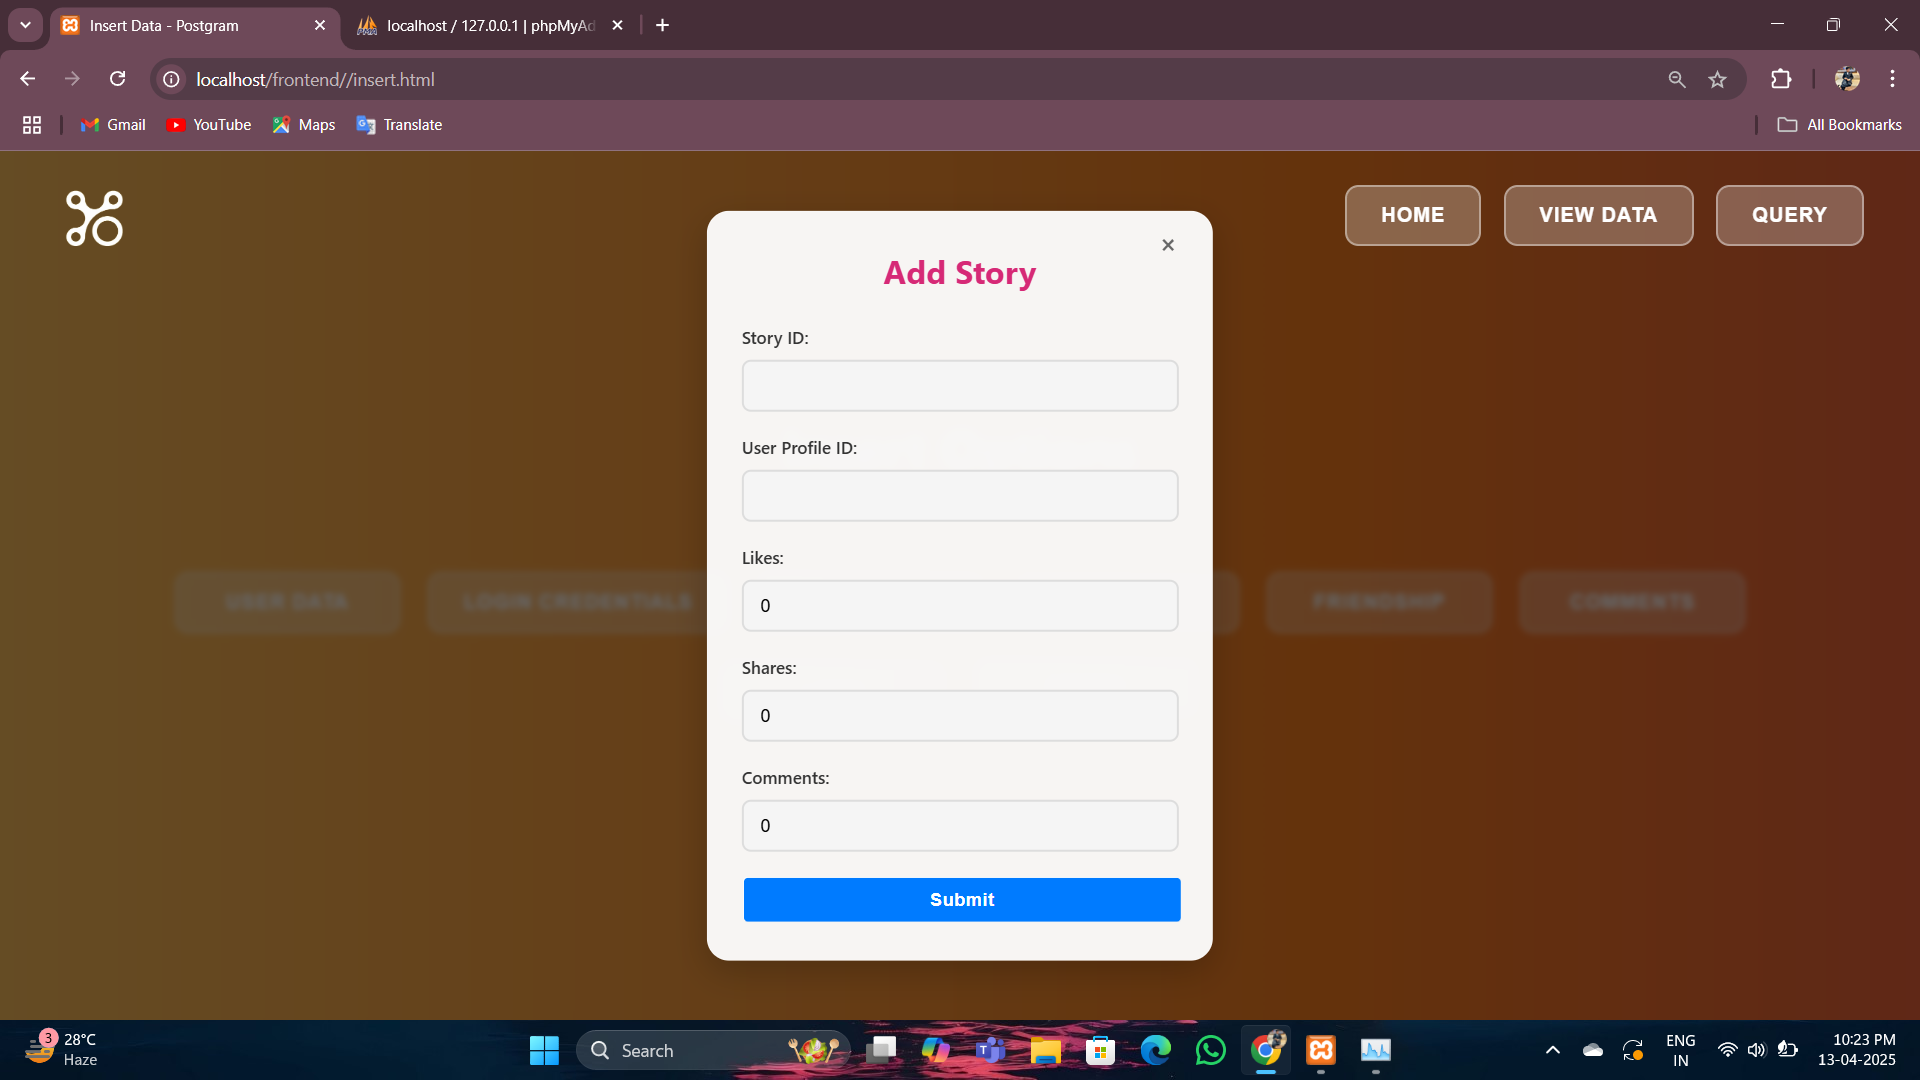 Insert Data - Postgram
localhost / 127.0.0.1 | phpMyAd
localhost/frontend//insert.html
Gmail
YouTube
Maps
Translate
All Bookmarks
HOME
VIEW DATA
QUERY
×
Add Story
Story ID:
User Profile ID:
Likes:
0
USER DATA
LOGIN CREDENTIALS
FRIENDSHIP
COMMENTS
Shares:
0
Comments:
0
Submit
3
28°C
Haze
Search
ENG
IN
10:23 PM
13-04-2025